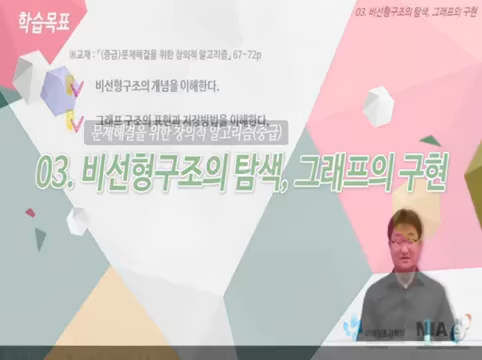 학습목표
03. 비선형구조의 탐색, 그래프의 구현
※교재 : 「(중급)문제해결을 위한 창의적 알고리즘」 67-72p
비선형구조의 개념을 이해한다.
그래프 구조의 표현과 저장방법을 이해한다.
문제해결을 위한 창의적 알고리즘(중급)
03. 비선형구조의 탐색, 그래프의 구현
NIA